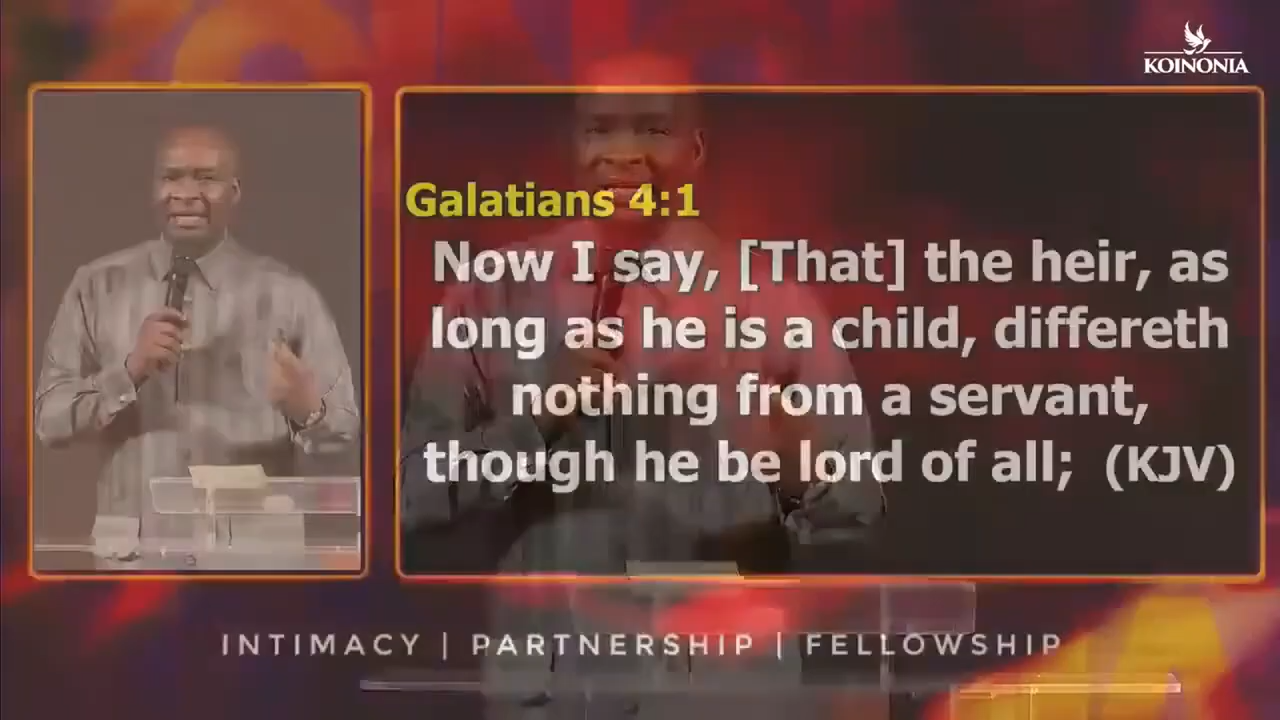 KOINONIA
Galatians 4:1
Now I say, [That] the heir, as
long as he is a child, differeth
nothing from a servant,
though he be lord of all; (KJV)
INTIMACY | PARTNERSHIP | FELLOWSHIP